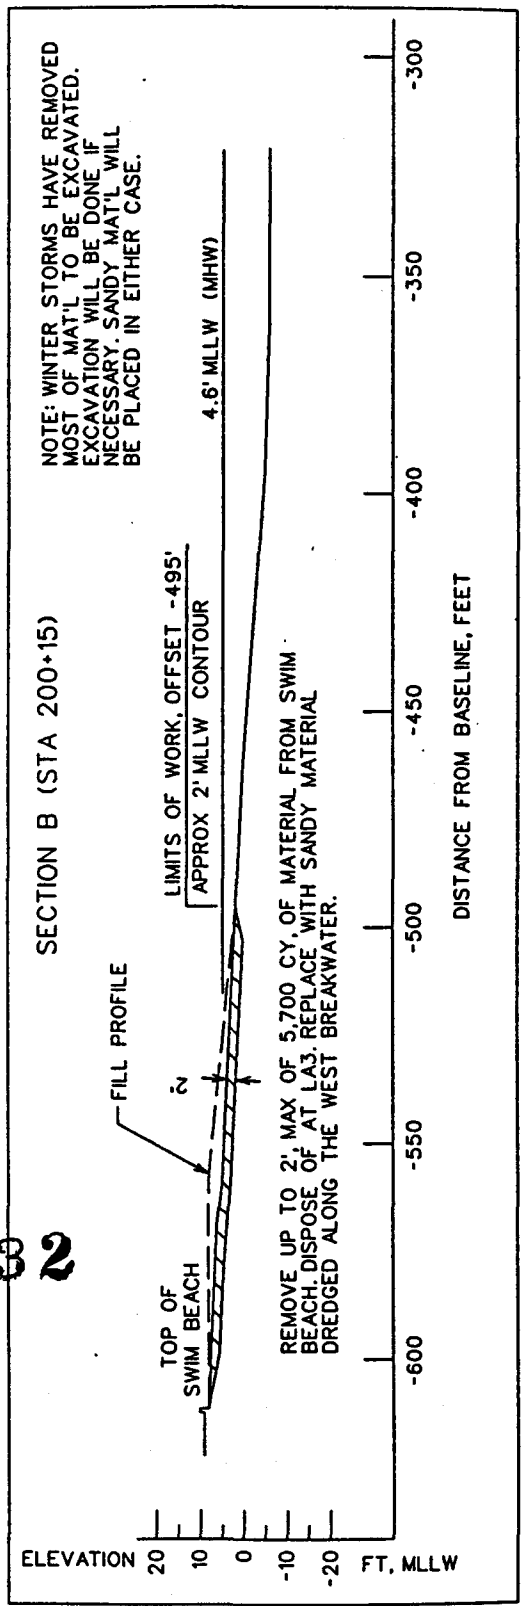 SECTION B (STA 200+15)
NOTE: WINTER STORMS HAVE REMOVED
MOST OF MAT'L TO BE EXCAVATED.
EXCAVATION WILL BE DONE IF
NECESSARY. SANDY MAT'L WILL
BE PLACED IN EITHER CASE.
FILL PROFILE
TOP OF
SWIM BEACH
LIMITS OF WORK, OFFSET -495'
APPROX 2' MLLW CONTOUR
4.6' MLLW (MHW)
2'
REMOVE UP TO 2', MAX OF 5,700 CY, OF MATERIAL FROM SWIM
BEACH. DISPOSE OF AT LA3. REPLACE WITH SANDY MATERIAL
DREDGED ALONG THE WEST BREAKWATER.
ELEVATION
20
10
0
-10
-20
FT, MLLW
-600
-550
-500
-450
-400
-350
-300
DISTANCE FROM BASELINE, FEET
2